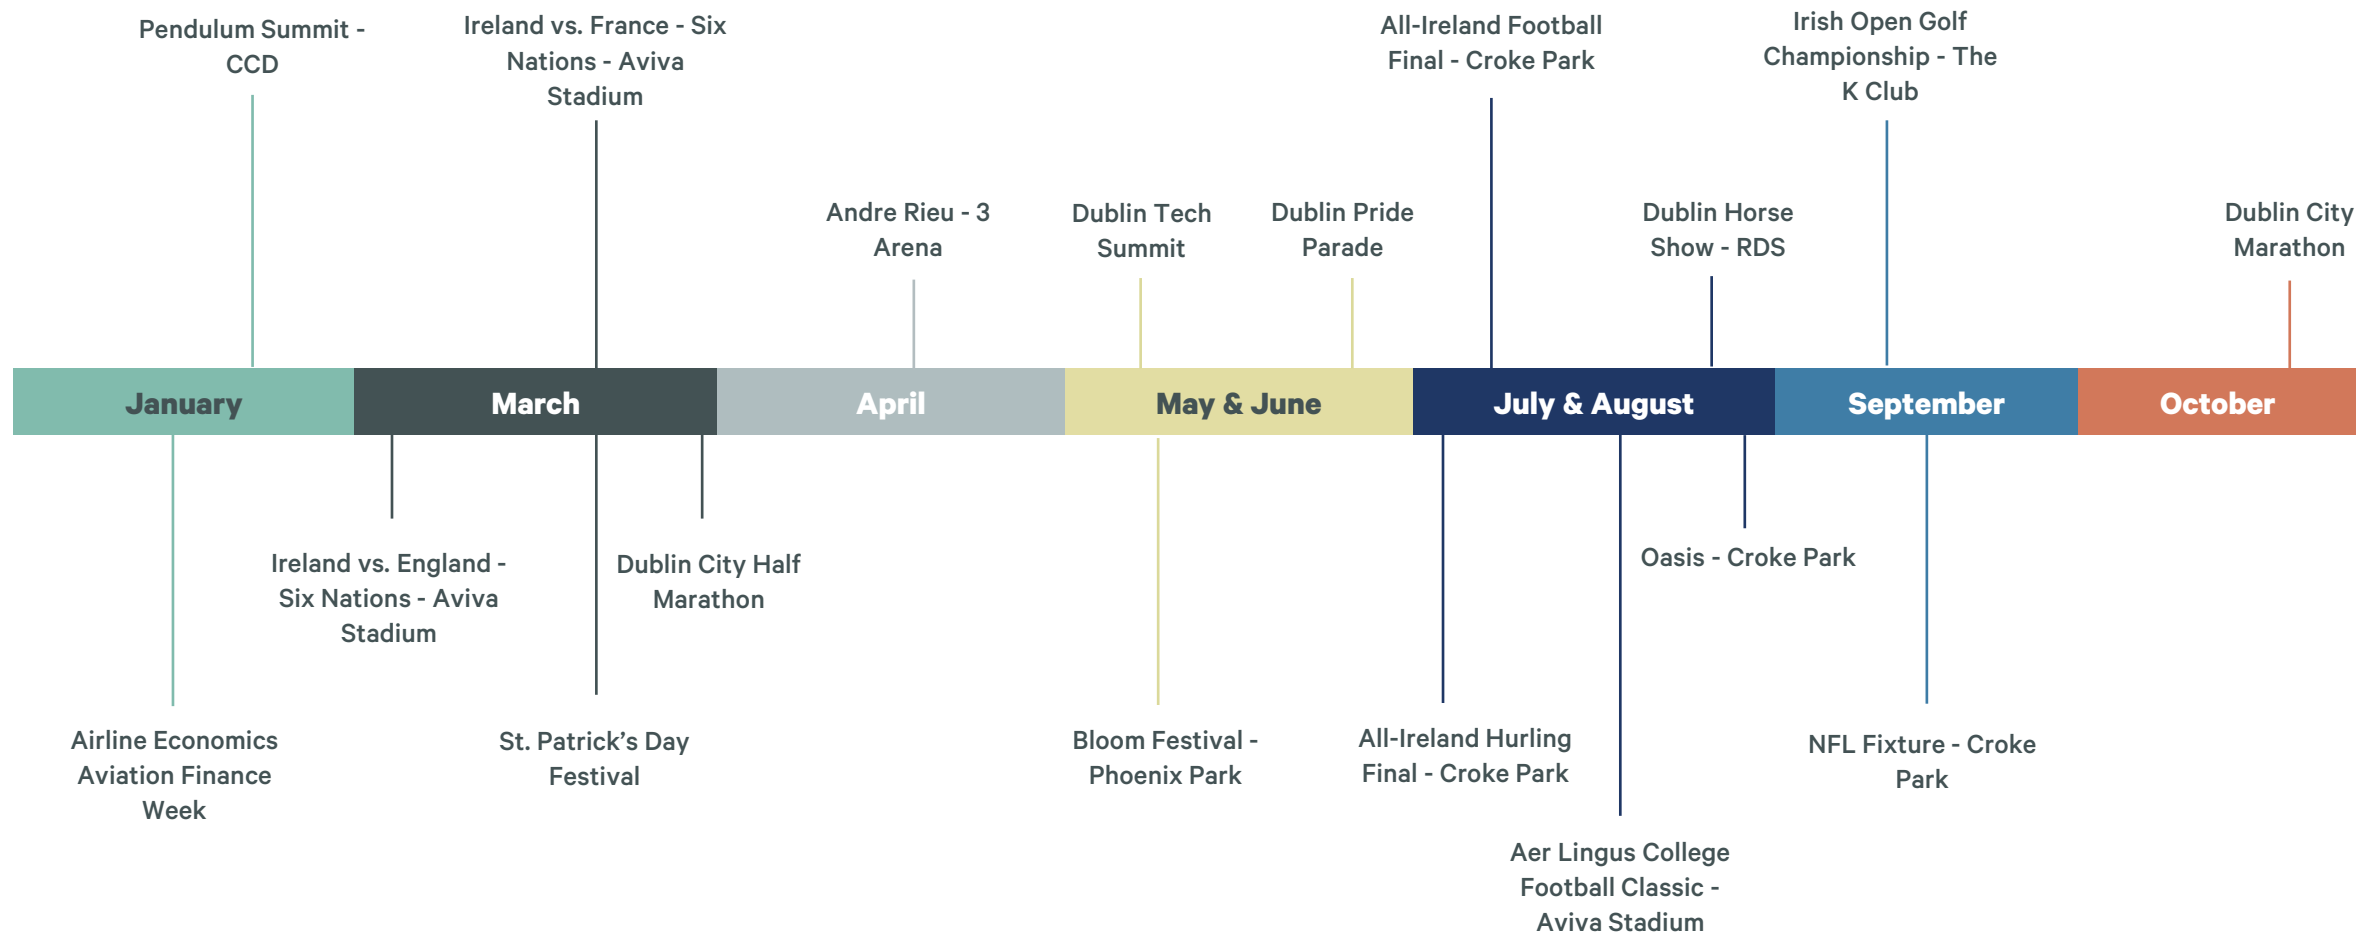 Pendulum Summit -
CCD
Ireland vs. France - Six
Nations - Aviva
Stadium
All-Ireland Football
Final - Croke Park
Irish Open Golf
Championship - The
K Club
Andre Rieu - 3
Arena
Dublin Tech
Summit
Dublin Pride
Parade
Dublin Horse
Show - RDS
Dublin City
Marathon
January
March
April
May & June
July & August
September
October
Ireland vs. England -
Six Nations - Aviva
Stadium
Dublin City Half
Marathon
Oasis - Croke Park
Airline Economics
Aviation Finance
Week
St. Patrick’s Day
Festival
Bloom Festival -
Phoenix Park
All-Ireland Hurling
Final - Croke Park
NFL Fixture - Croke
Park
Aer Lingus College
Football Classic -
Aviva Stadium